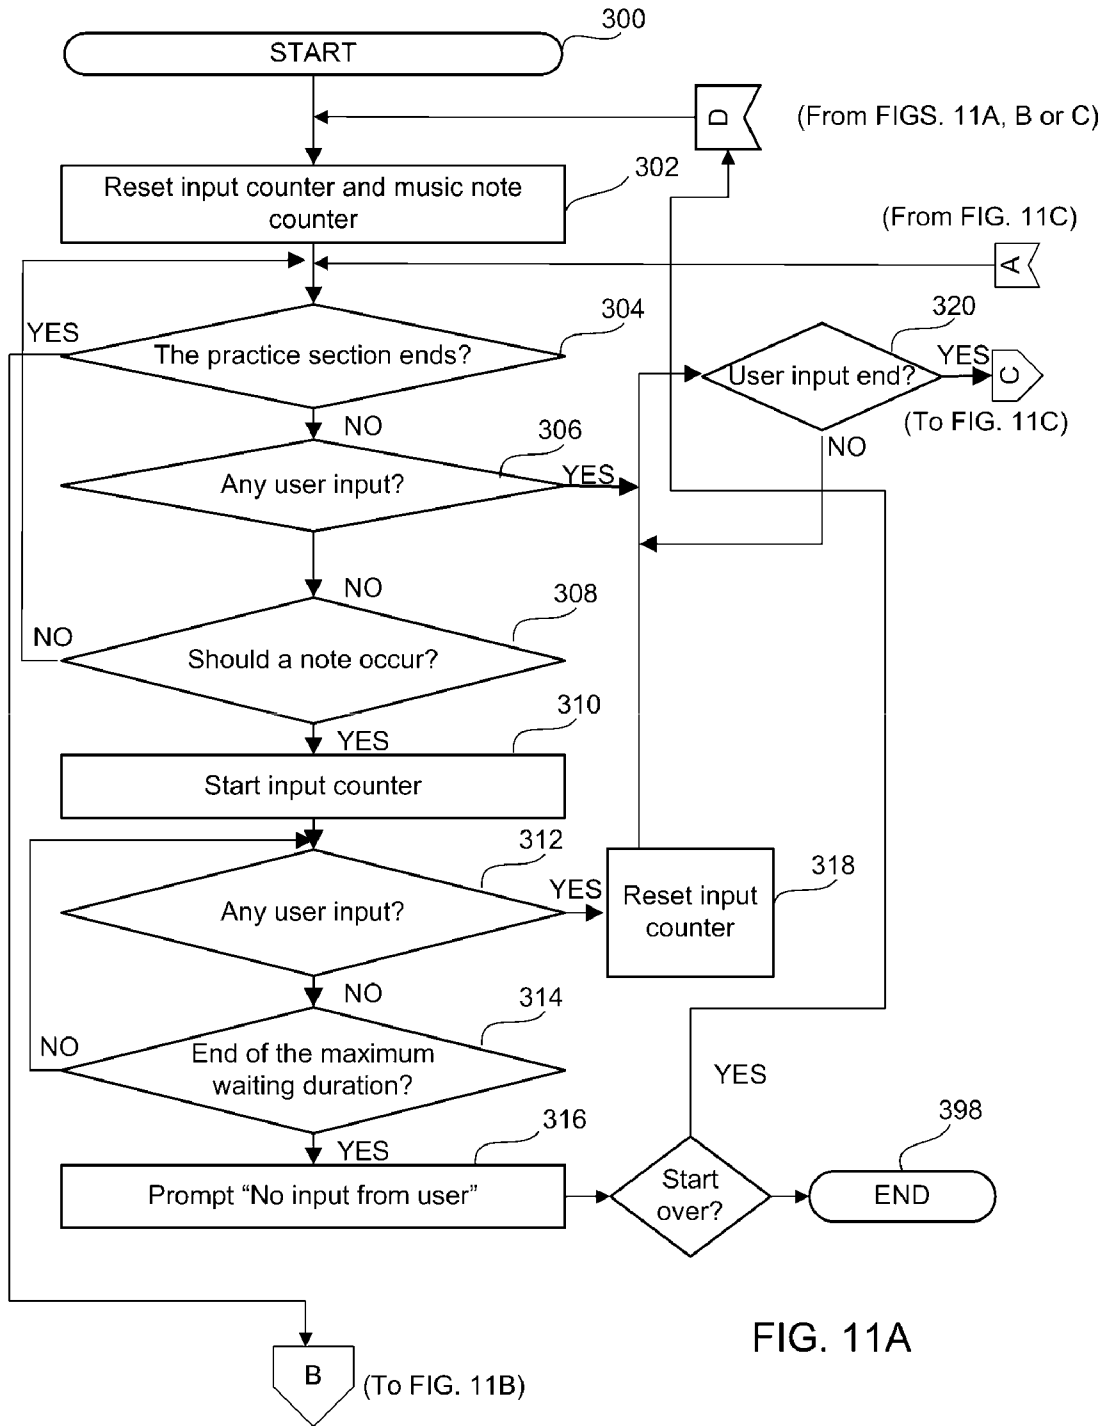 300
START
D
(From FIGS. 11A, B or C)
302
Reset input counter and music note
counter
(From FIG. 11C)
A
YES
304
The practice section ends?
320
User input end?
YES
C
(To FIG. 11C)
NO
NO
306
Any user input?
YES
NO
308
NO
Should a note occur?
310
YES
Start input counter
312
Any user input?
YES
318
Reset input
counter
NO
314
NO
End of the maximum
waiting duration?
YES
316
YES
398
Prompt “No input from user”
Start
over?
END
FIG. 11A
B
(To FIG. 11B)